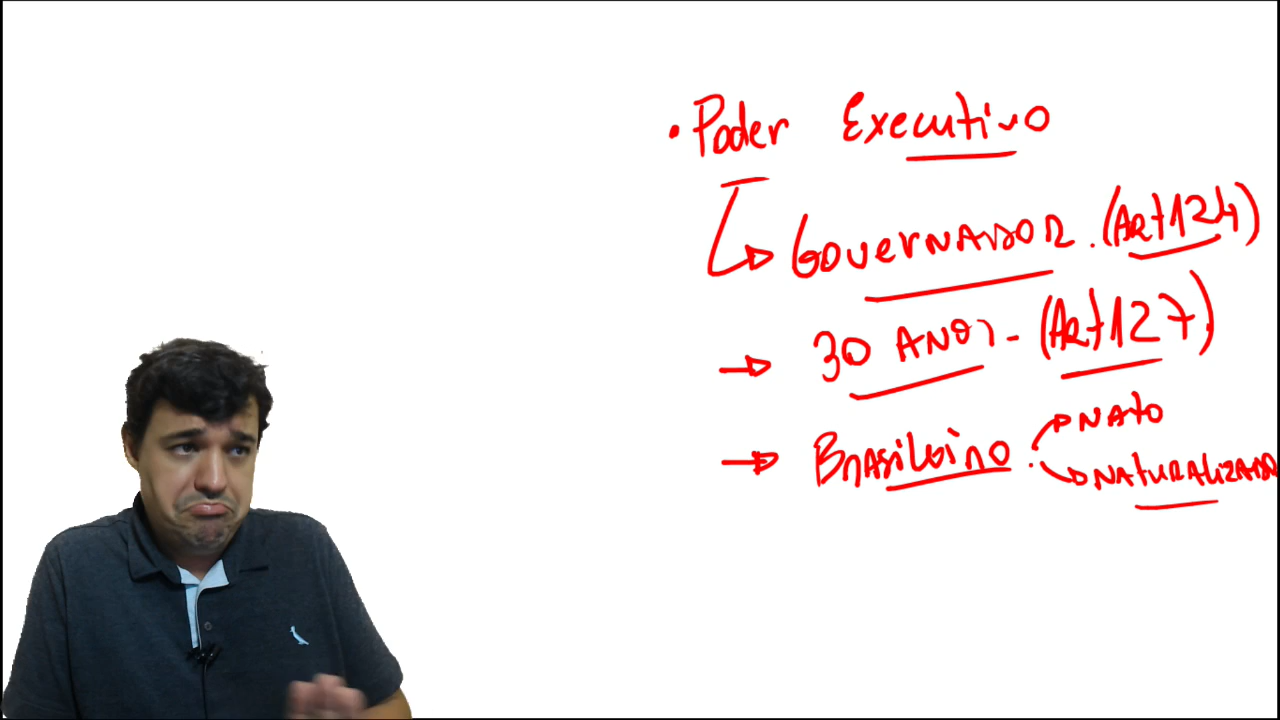 • Poder Executivo
→ GOVERNADOR. (ART 124)
→ 30 ANOS - (ART 127)
→ Brasileiro : → NATO
→ NATURALIZADO